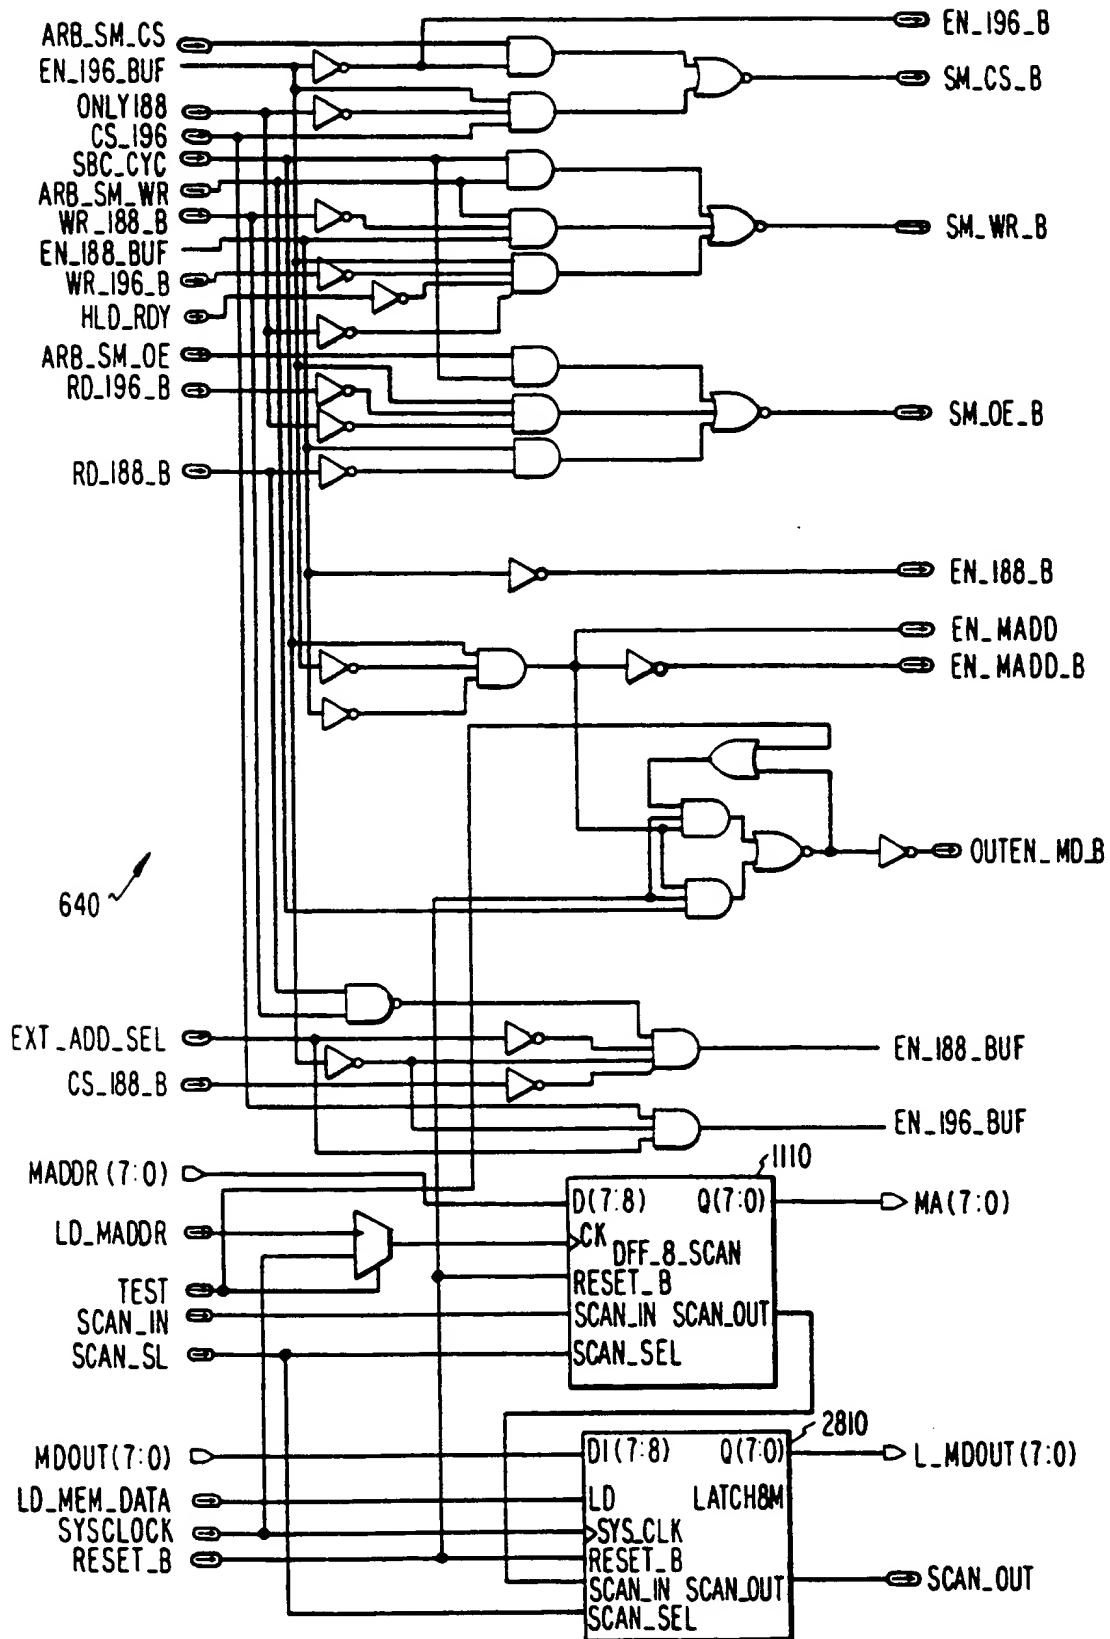 ARB_SM_CS
EN_196_BUF
ONLY188
CS_196
SBC_CYC
ARB_SM_WR
WR_188_B
EN_188_BUF
WR_196_B
HLD_RDY
ARB_SM_OE
RD_196_B
RD_188_B
EN_196_B
SM_CS_B
SM_WR_B
SM_OE_B
EN_188_B
EN_MADD
EN_MADD_B
OUTEN_MD_B
640
EXT_ADD_SEL
CS_188_B
EN_188_BUF
EN_196_BUF
MADDR(7:0)
LD_MADDR
TEST
SCAN_IN
SCAN_SL
1110
D(7:8) Q(7:0)
CK
DFF_8_SCAN
RESET_B
SCAN_IN SCAN_OUT
SCAN_SEL
MA(7:0)
MDOUT(7:0)
LD_MEM_DATA
SYSCLOCK
RESET_B
2810
DI(7:8) Q(7:0)
LD LATCH8M
SYS_CLK
RESET_B
SCAN_IN SCAN_OUT
SCAN_SEL
L_MDOUT(7:0)
SCAN_OUT